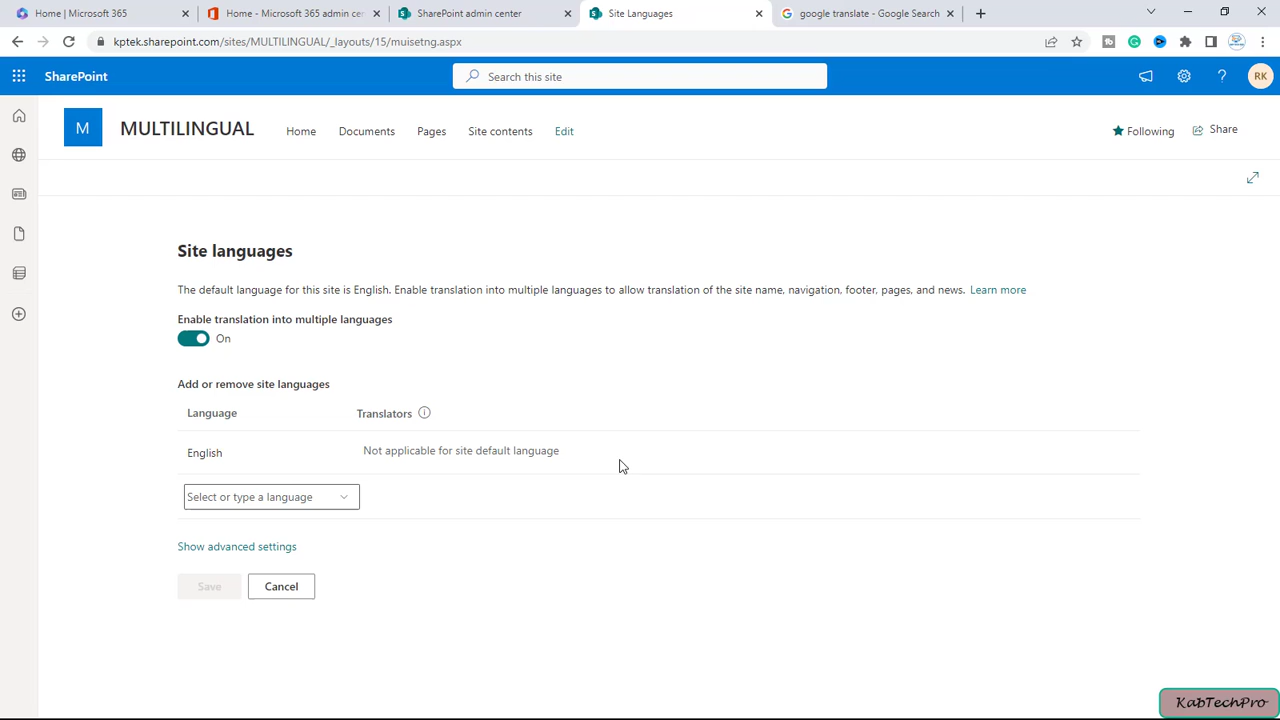 Home | Microsoft 365
Home - Microsoft 365 admin cen
SharePoint admin center
Site Languages
google translate - Google Search
kptek.sharepoint.com/sites/MULTILINGUAL/_layouts/15/muisetng.aspx
SharePoint
Search this site
RK
M
MULTILINGUAL
Home
Documents
Pages
Site contents
Edit
Following
Share
Site languages
The default language for this site is English. Enable translation into multiple languages to allow translation of the site name, navigation, footer, pages, and news. Learn more
Enable translation into multiple languages
On
Add or remove site languages
Language
Translators
English
Not applicable for site default language
Select or type a language
Show advanced settings
Save
Cancel
KabTechPro